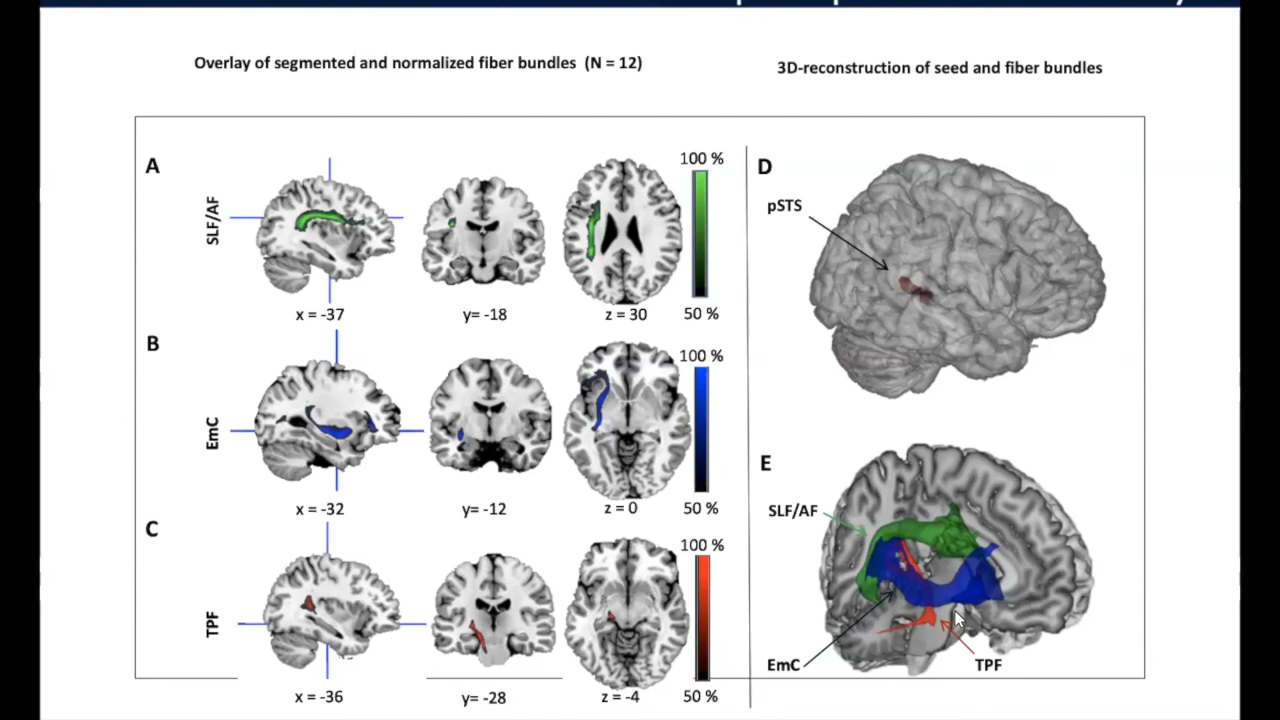 Overlay of segmented and normalized fiber bundles (N = 12)
3D-reconstruction of seed and fiber bundles
A
SLF/AF
x = -37
y= -18
z = 30
100 %
50 %
B
EmC
x = -32
y= -12
z = 0
100 %
50 %
C
TPF
x = -36
y= -28
z = -4
100 %
50 %
D
pSTS
E
SLF/AF
EmC
TPF